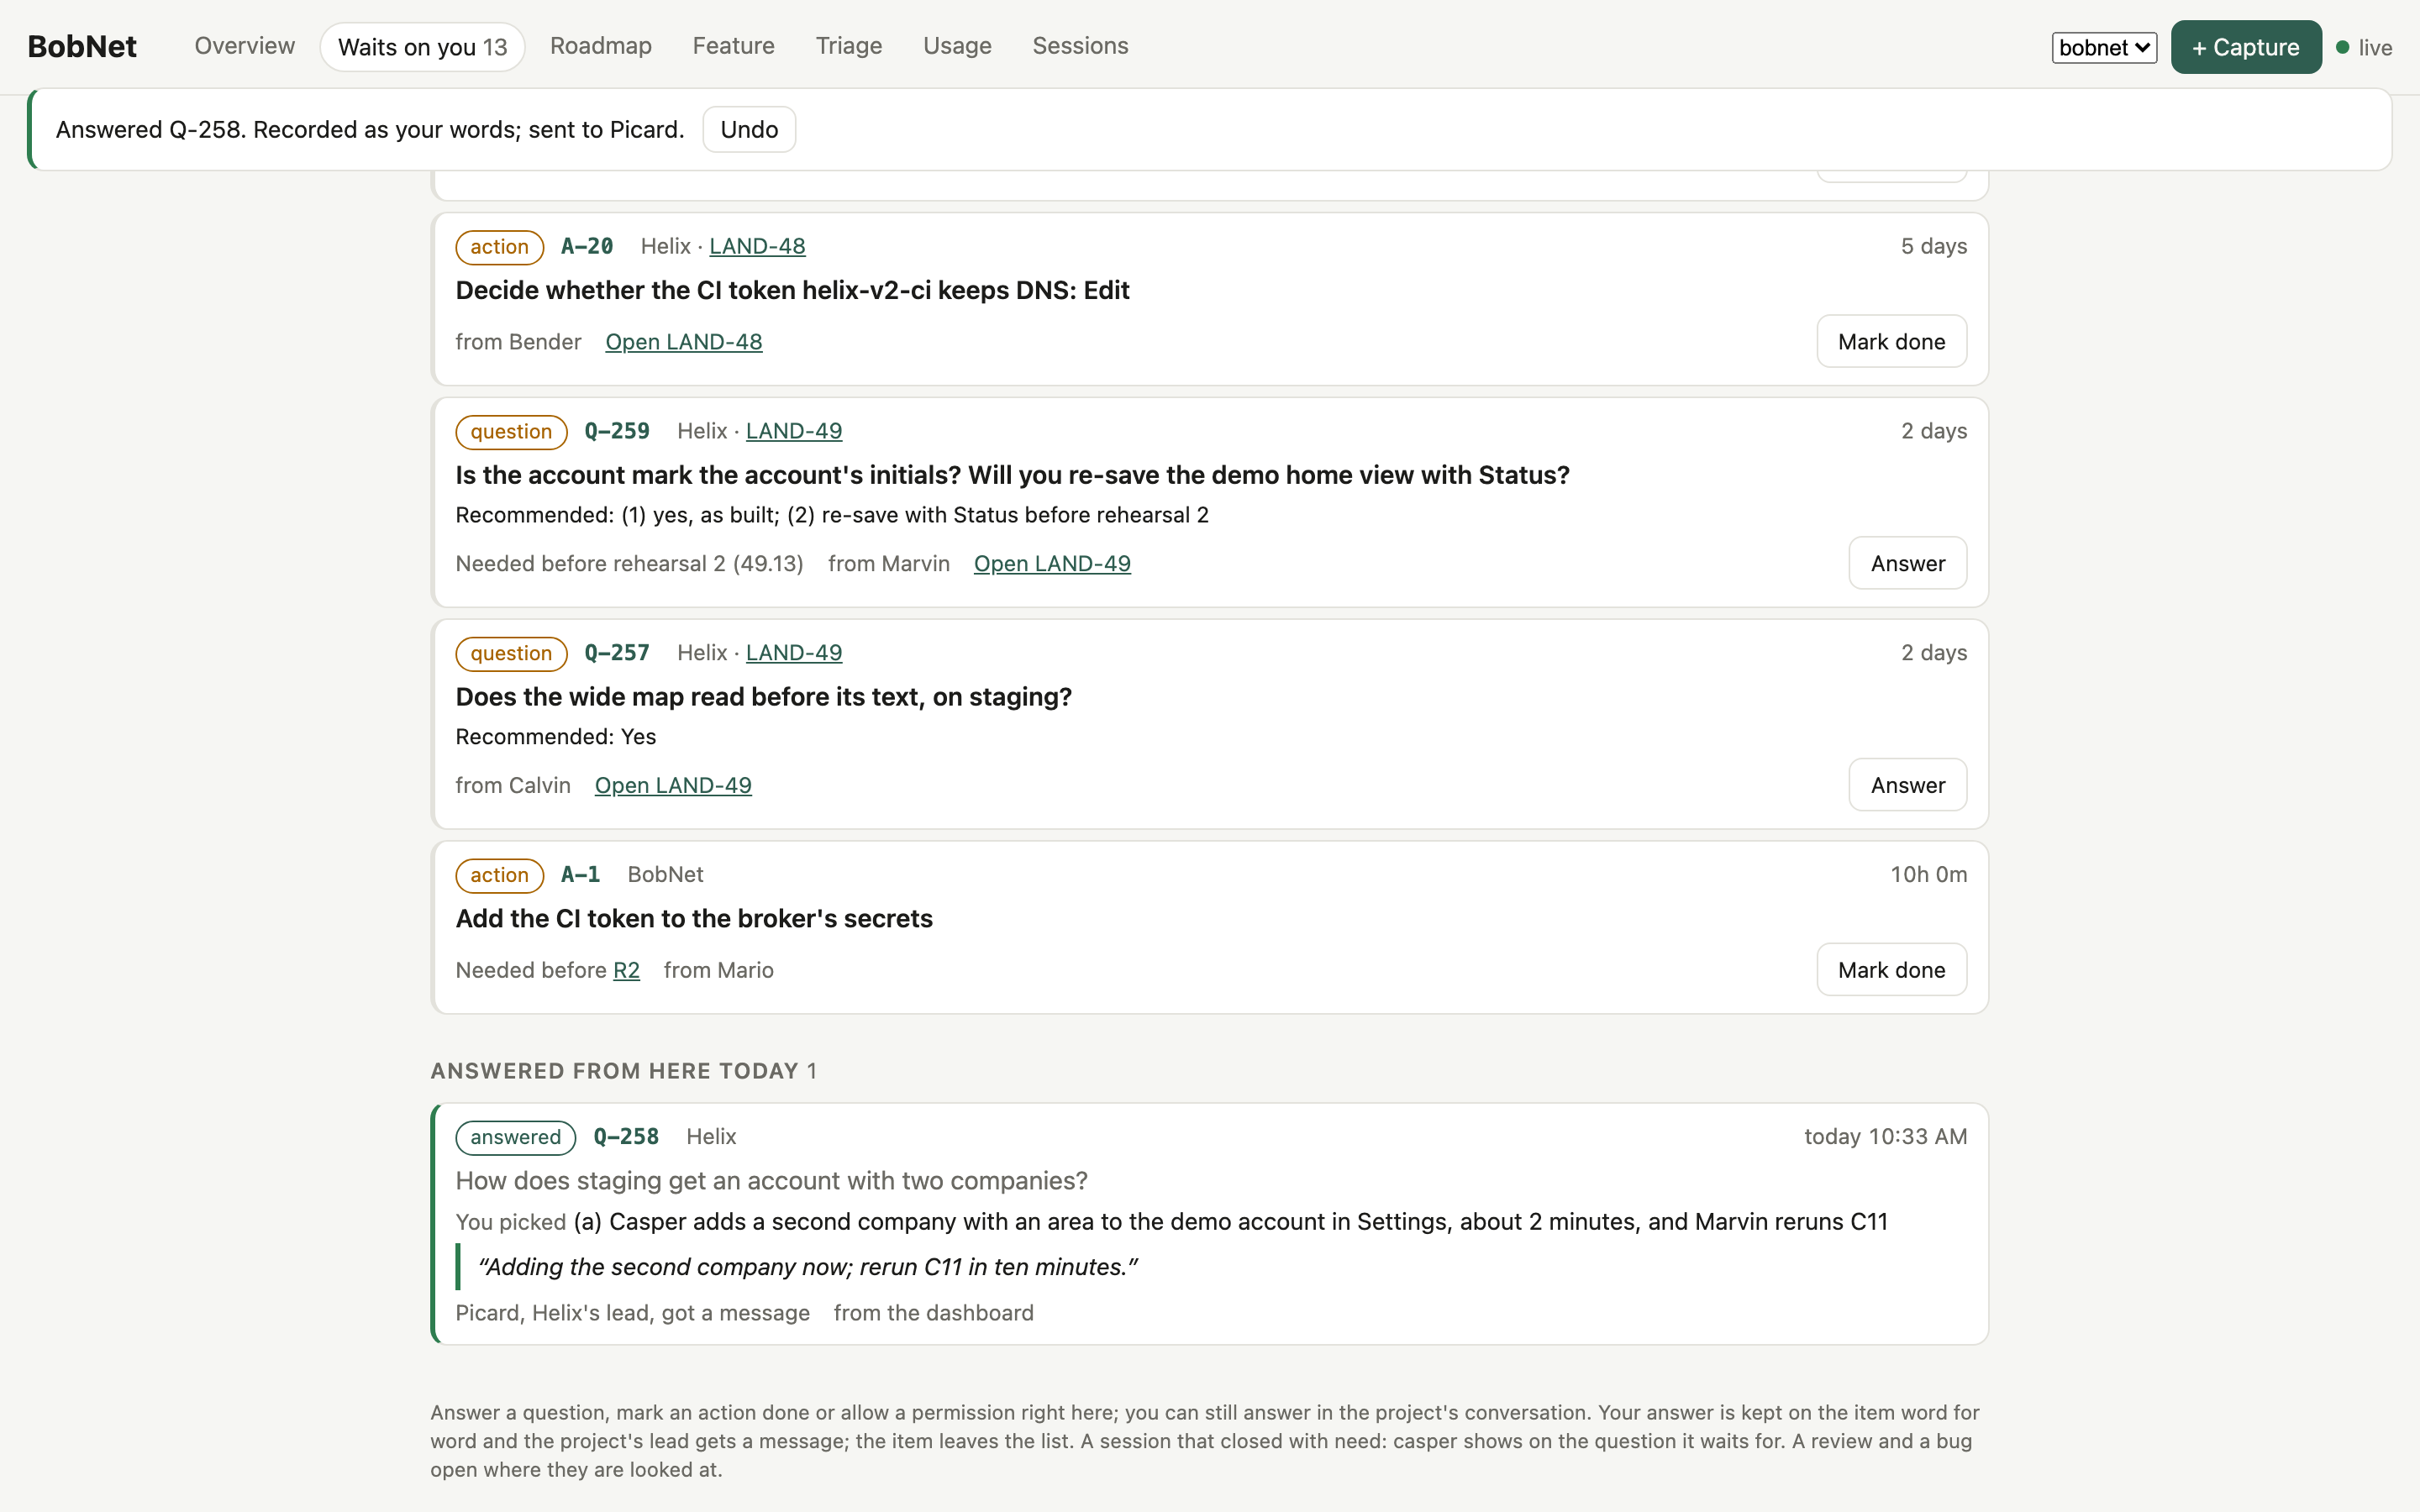 BobNet
Overview
Waits on you 13
Roadmap
Feature
Triage
Usage
Sessions
bobnet
+ Capture
live
Answered Q-258. Recorded as your words; sent to Picard.
Undo
action A-20 Helix · LAND-48 5 days
Decide whether the CI token helix-v2-ci keeps DNS: Edit
from Bender Open LAND-48 Mark done
question Q-259 Helix · LAND-49 2 days
Is the account mark the account's initials? Will you re-save the demo home view with Status?
Recommended: (1) yes, as built; (2) re-save with Status before rehearsal 2
Needed before rehearsal 2 (49.13) from Marvin Open LAND-49 Answer
question Q-257 Helix · LAND-49 2 days
Does the wide map read before its text, on staging?
Recommended: Yes
from Calvin Open LAND-49 Answer
action A-1 BobNet 10h 0m
Add the CI token to the broker's secrets
Needed before R2 from Mario Mark done
ANSWERED FROM HERE TODAY 1
answered Q-258 Helix today 10:33 AM
How does staging get an account with two companies?
You picked (a) Casper adds a second company with an area to the demo account in Settings, about 2 minutes, and Marvin reruns C11
“Adding the second company now; rerun C11 in ten minutes.”
Picard, Helix's lead, got a message from the dashboard
Answer a question, mark an action done or allow a permission right here; you can still answer in the project's conversation. Your answer is kept on the item word for
word and the project's lead gets a message; the item leaves the list. A session that closed with need: casper shows on the question it waits for. A review and a bug
open where they are looked at.